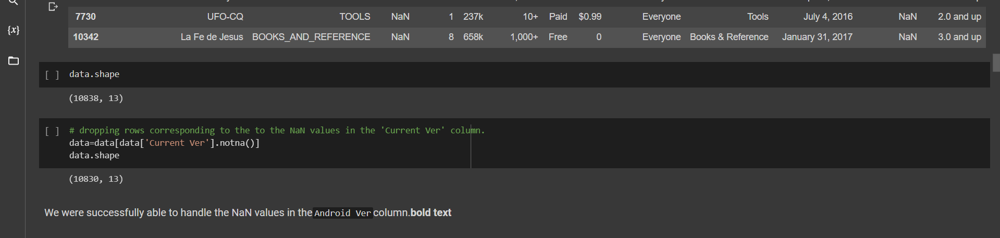 7730 UFO-CQ TOOLS NaN 1 237k 10+ Paid $0.99 Everyone Tools July 4, 2016 NaN 2.0 and up
10342 La Fe de Jesus BOOKS_AND_REFERENCE NaN 8 658k 1,000+ Free 0 Everyone Books & Reference January 31, 2017 NaN 3.0 and up
{x}
[ ] data.shape
(10838, 13)
[ ] # dropping rows corresponding to the to the NaN values in the 'Current Ver' column.
data=data[data['Current Ver'].notna()]
data.shape
(10830, 13)
We were successfully able to handle the NaN values in the Android Ver column.bold text